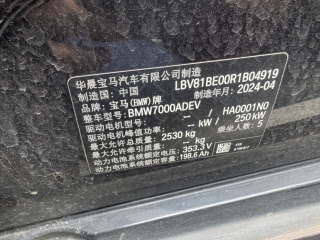 华晨宝马汽车有限公司制造
制造国: 中国 LBV81BE00R1B04919
品牌: 宝马(BMW)牌 制造年月: 2024-04
整车型号: BMW7000ADEV
驱动电机型号: — / HA0001N0
驱动电机峰值功率: — kW / 250 kW
最大允许总质量: 2530 kg 乘坐人数: 5
最大允许牵引质量: — kg
动力电池系统额定电压: 353.3 V
动力电池系统额定容量: 198.6 Ah